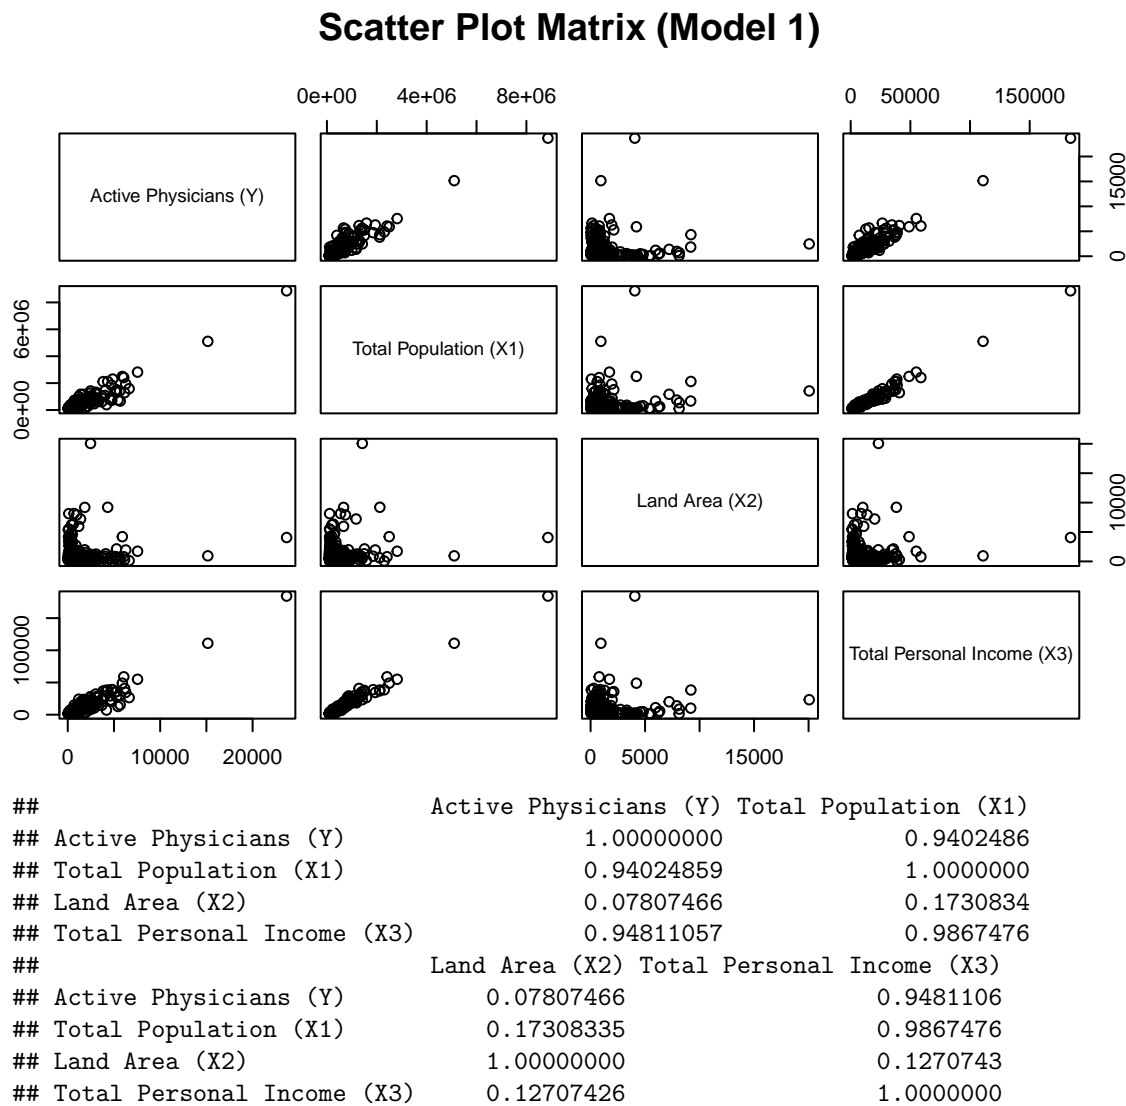 Scatter Plot Matrix (Model 1)
0e+00 4e+06 8e+06 0 50000 150000
Active Physicians (Y)
0 15000
0e+00 6e+06
Total Population (X1)
Land Area (X2)
0 10000
0 100000
Total Personal Income (X3)
0 10000 20000 0 5000 15000
## Active Physicians (Y) Total Population (X1)
## Active Physicians (Y) 1.00000000 0.9402486
## Total Population (X1) 0.94024859 1.0000000
## Land Area (X2) 0.07807466 0.1730834
## Total Personal Income (X3) 0.94811057 0.9867476
## Land Area (X2) Total Personal Income (X3)
## Active Physicians (Y) 0.07807466 0.9481106
## Total Population (X1) 0.17308335 0.9867476
## Land Area (X2) 1.00000000 0.1270743
## Total Personal Income (X3) 0.12707426 1.0000000